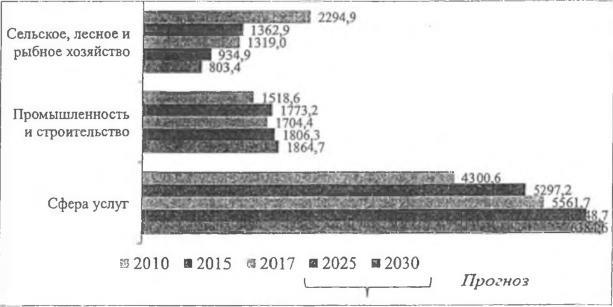 2294,9
Сельское, лесное и
рыбное хозяйство
1362,9
1319,0
934,9
803,4
Промышленность
и строительство
1518,6
1773,2
1704,4
1806,3
1864,7
Сфера услуг
4300,6
5297,2
5561,7
48,7
2010 2015 2017 2025 2030
Прогноз